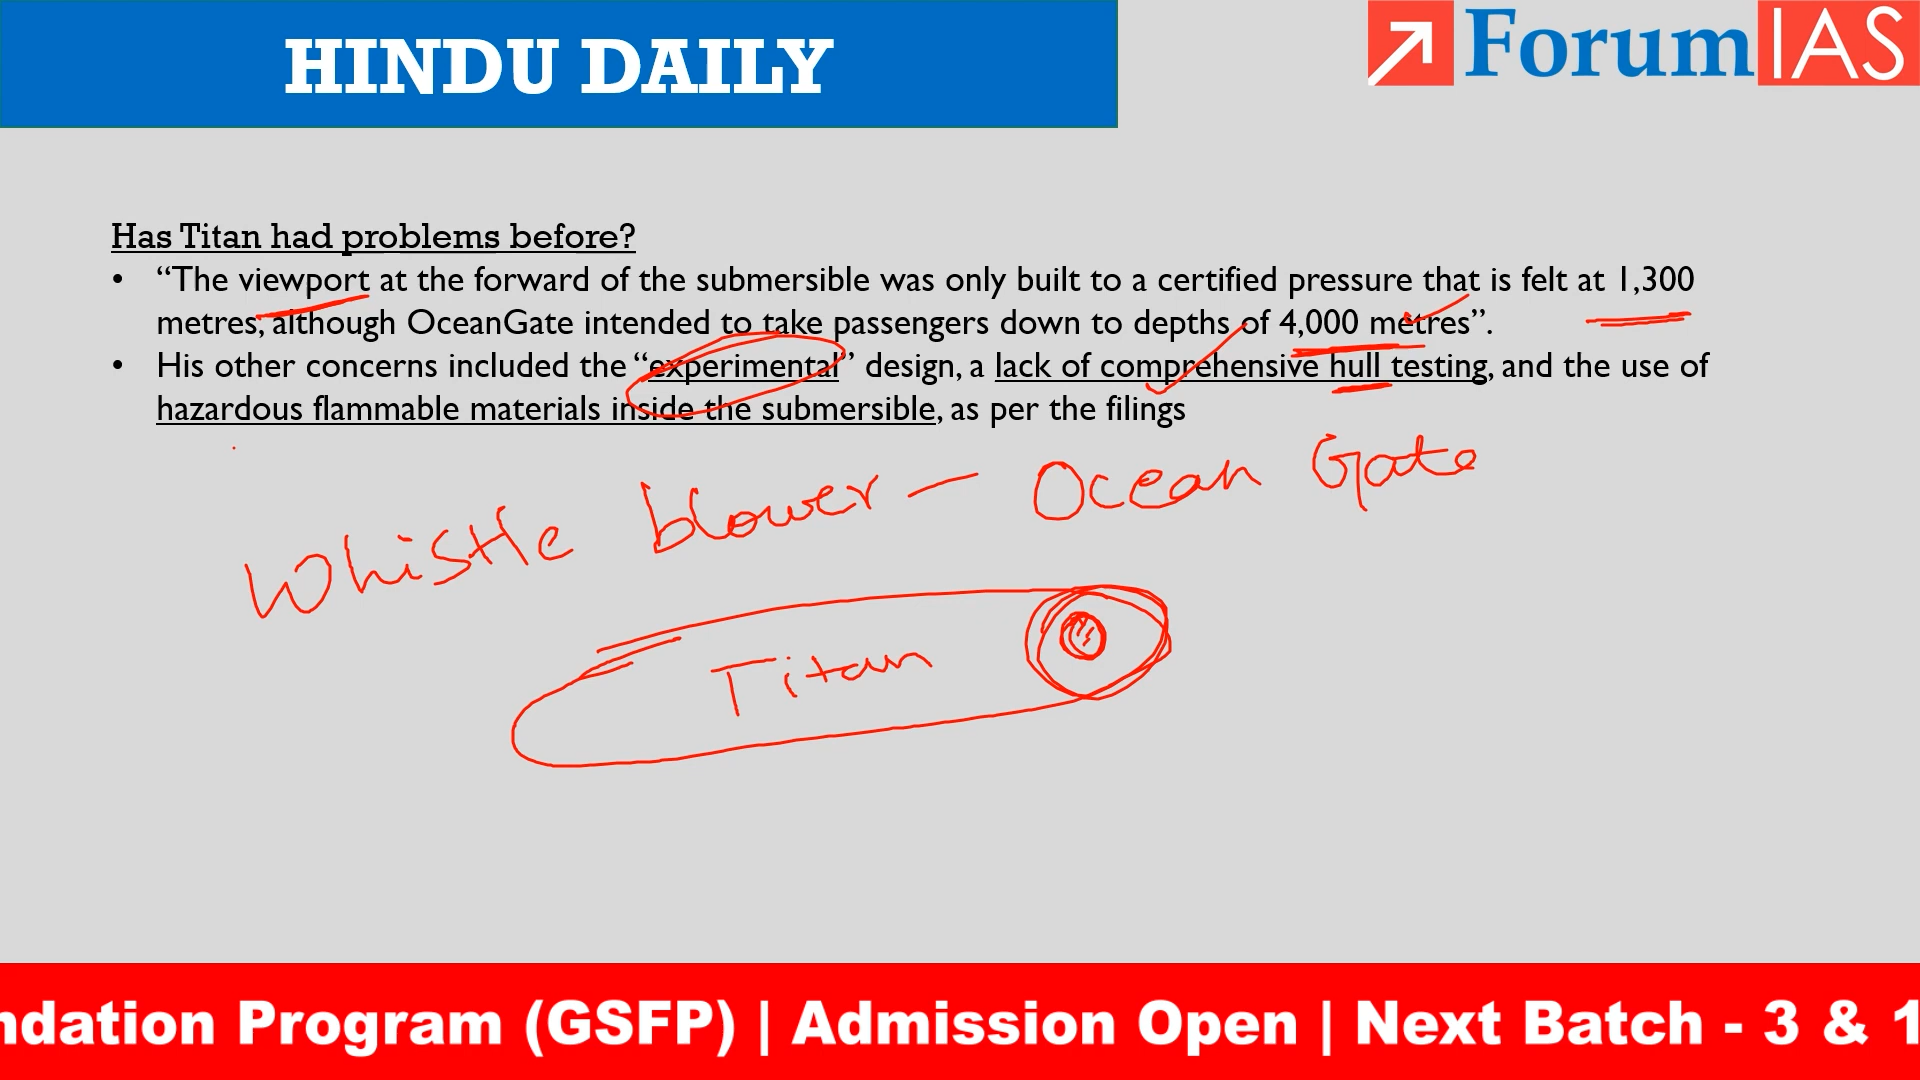 HINDU DAILY
ForumIAS
Has Titan had problems before?
• “The viewport at the forward of the submersible was only built to a certified pressure that is felt at 1,300
metres, although OceanGate intended to take passengers down to depths of 4,000 metres”.
• His other concerns included the “experimental” design, a lack of comprehensive hull testing, and the use of
hazardous flammable materials inside the submersible, as per the filings
Whistle blower — Ocean Gate
Titan
ndation Program (GSFP) | Admission Open | Next Batch - 3 & 1